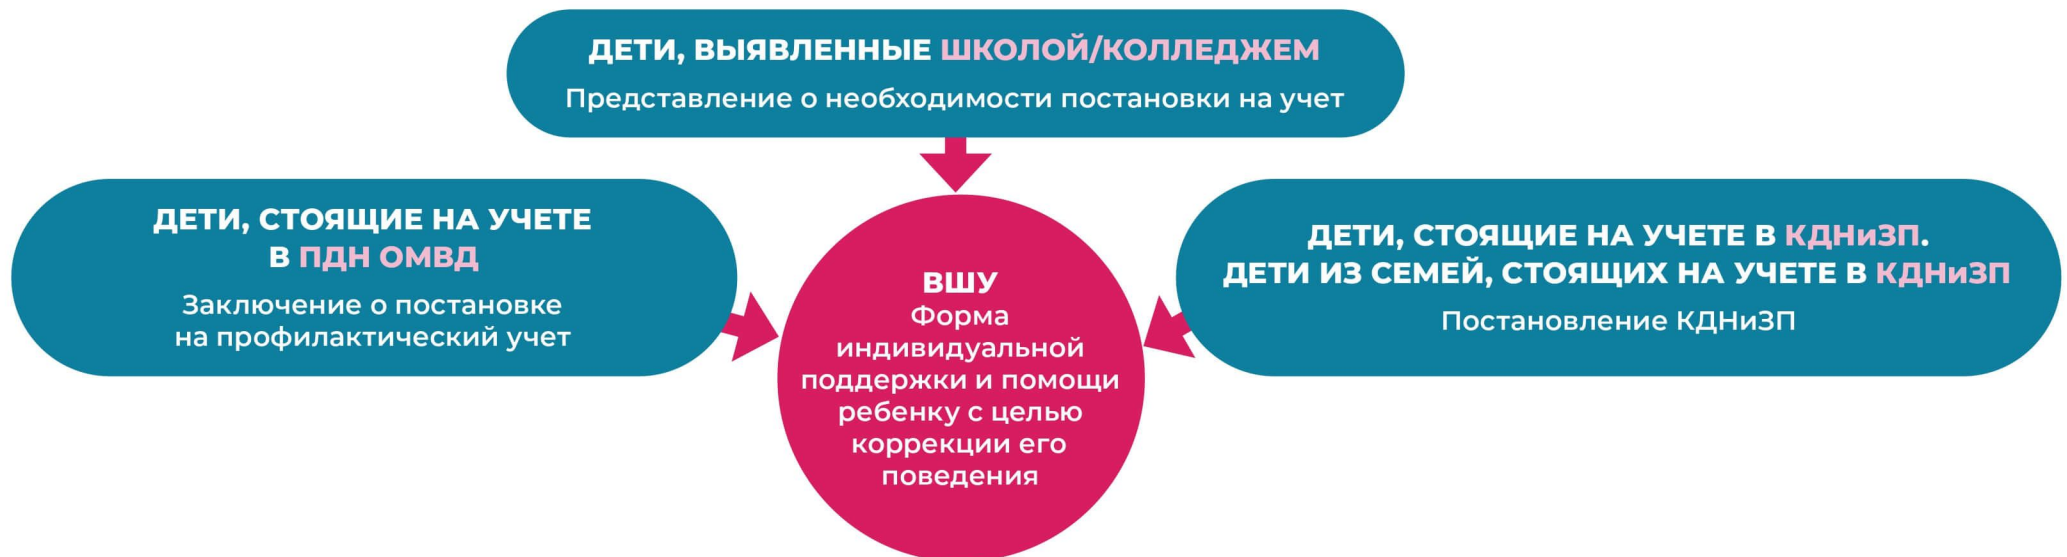 ДЕТИ, ВЫЯВЛЕННЫЕ ШКОЛОЙ/КОЛЛЕДЖЕМ
Представление о необходимости постановки на учет
ДЕТИ, СТОЯЩИЕ НА УЧЕТЕ
В ПДН ОМВД
Заключение о постановке
на профилактический учет
ВШУ
Форма
индивидуальной
поддержки и помощи
ребенку с целью
коррекции его
поведения
ДЕТИ, СТОЯЩИЕ НА УЧЕТЕ В КДНиЗП.
ДЕТИ ИЗ СЕМЕЙ, СТОЯЩИХ НА УЧЕТЕ В КДНиЗП
Постановление КДНиЗП